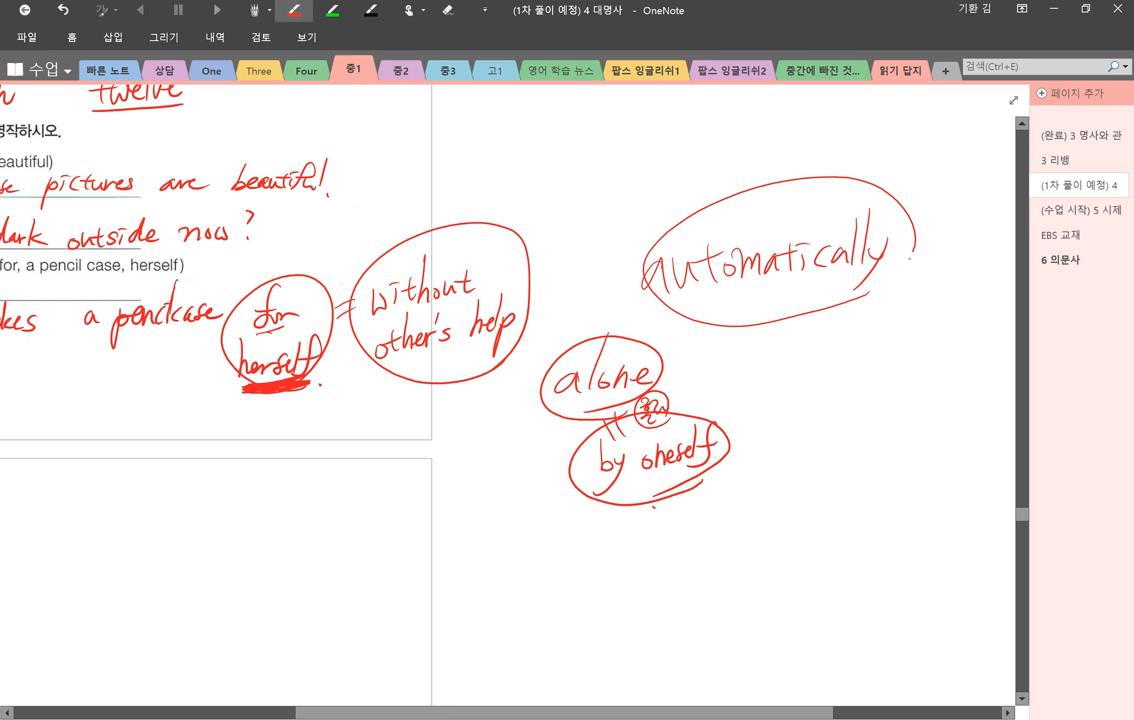 (1차 풀이 예정) 4 대명사 - OneNote
기환 김
파일 홈 삽입 그리기 내역 검토 보기
수업 빠른 노트 상담 One Three Four 중1 중2 중3 고1 영어 학습 뉴스 팝스 잉글리쉬1 팝스 잉글리쉬2 중간에 빠진 것... 읽기 답지 +
검색(Ctrl+E)
페이지 추가
(완료) 3 명사와 관
3 리뱅
(1차 풀이 예정) 4
(수업 시작) 5 시제
EBS 교재
6 의문사
twelve
영작하시오.
eautiful)
se pictures are beautiful!
dark outside now?
for, a pencil case, herself)
kes a pencilcase for herself.
= without other's help
automatically
alone
=
by oneself